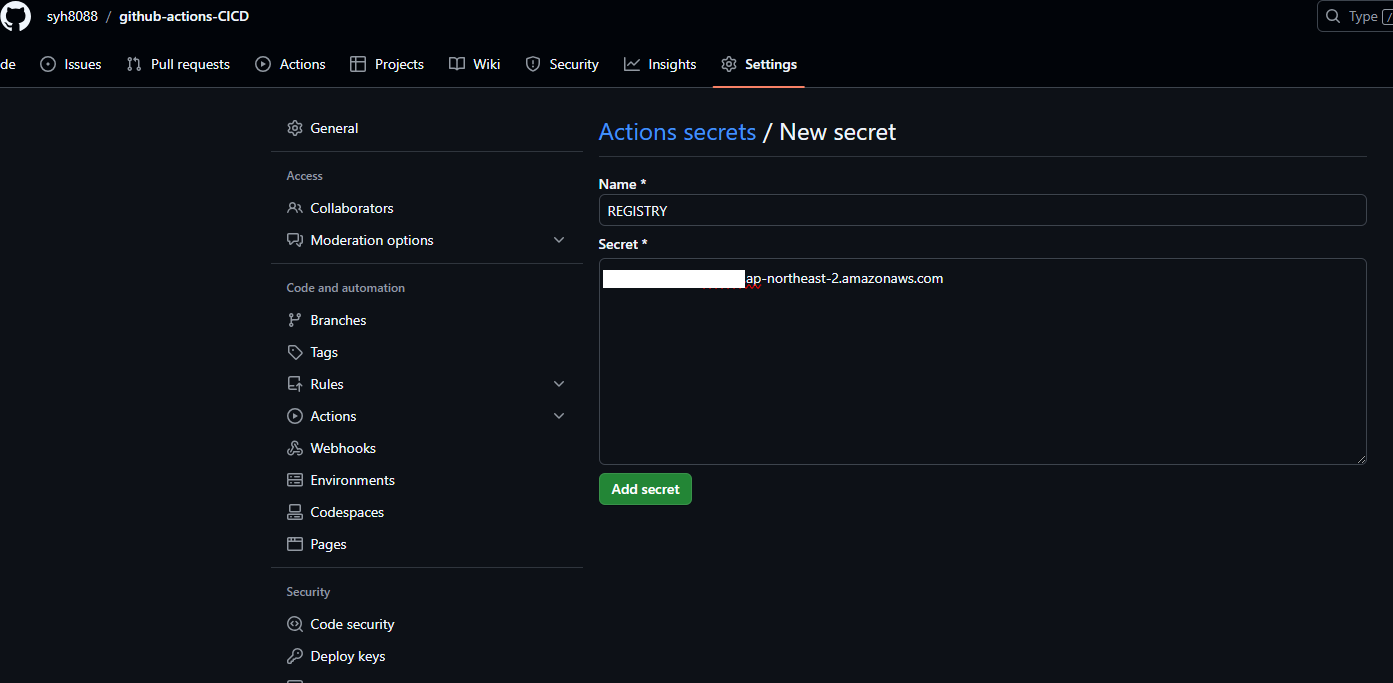 syh8088 / github-actions-CICD
Type /
de Issues Pull requests Actions Projects Wiki Security Insights Settings
General
Access
Collaborators
Moderation options
Code and automation
Branches
Tags
Rules
Actions
Webhooks
Environments
Codespaces
Pages
Security
Code security
Deploy keys
Actions secrets / New secret
Name *
REGISTRY
Secret *
ap-northeast-2.amazonaws.com
Add secret